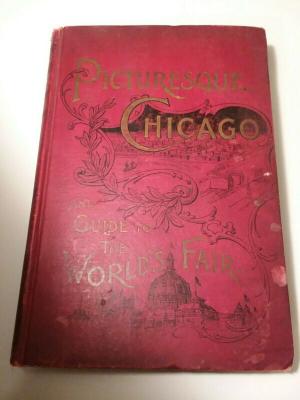 PICTURESQUE
CHICAGO
AND
GUIDE TO
THE
WORLD'S FAIR.